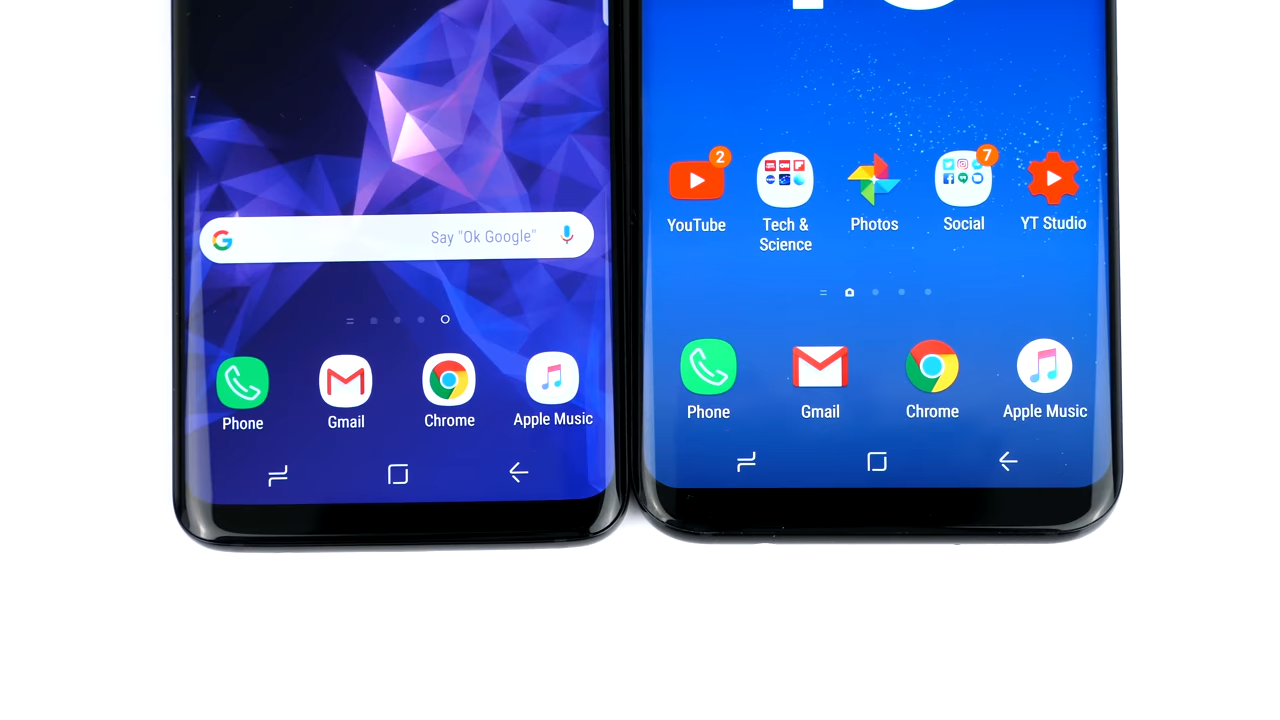 Say "Ok Google"
Phone
Gmail
Chrome
Apple Music
2
7
YouTube
Tech &
Science
Photos
Social
YT Studio
Phone
Gmail
Chrome
Apple Music